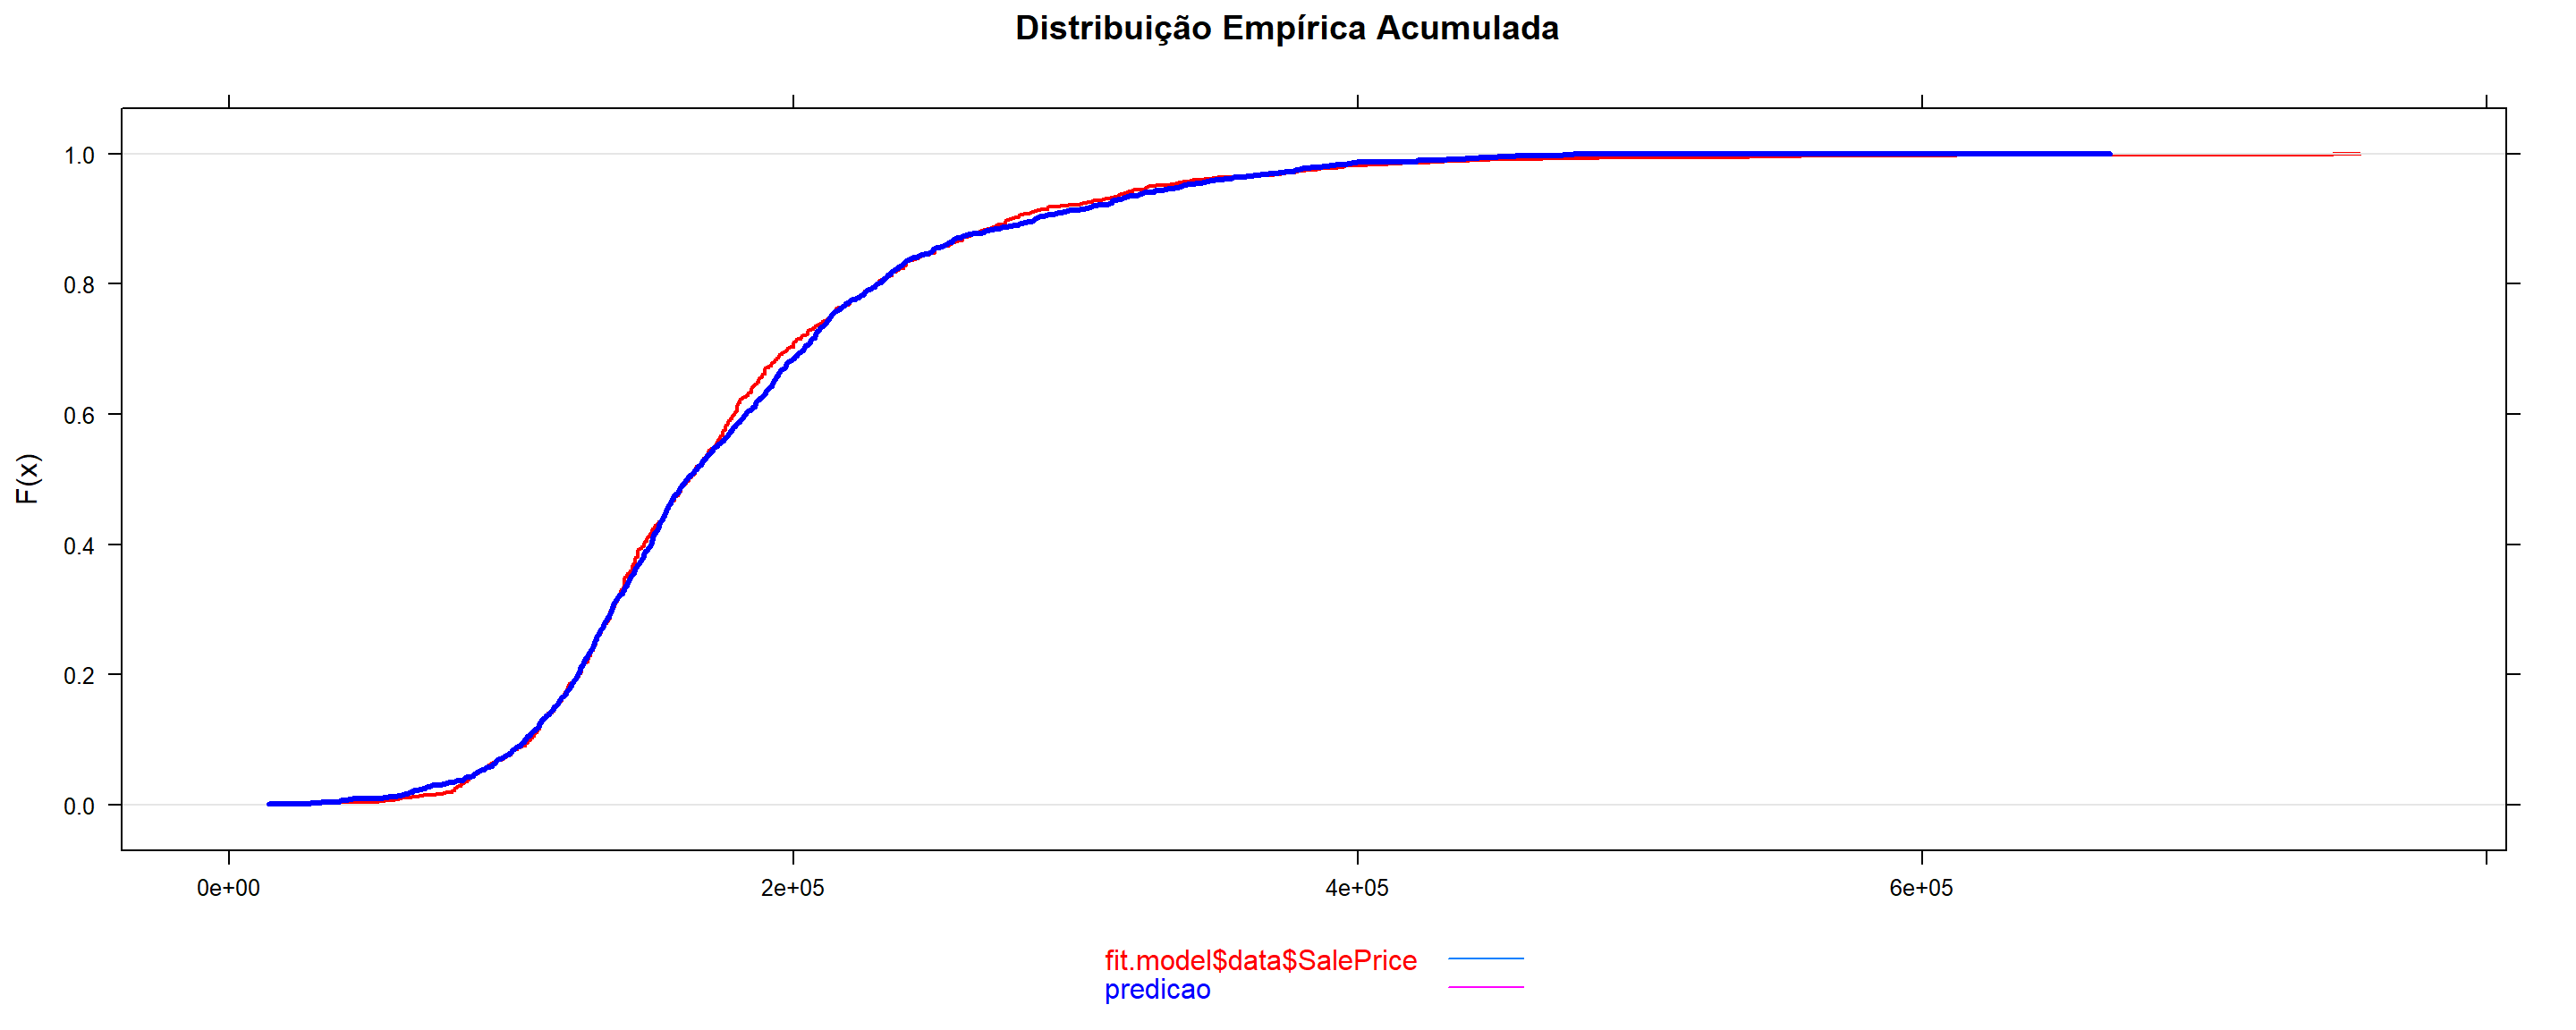 Distribuição Empírica Acumulada
1.0
0.8
0.6
0.4
0.2
0.0
F(x)
0e+00 2e+05 4e+05 6e+05
fit.model$data$SalePrice
predicao